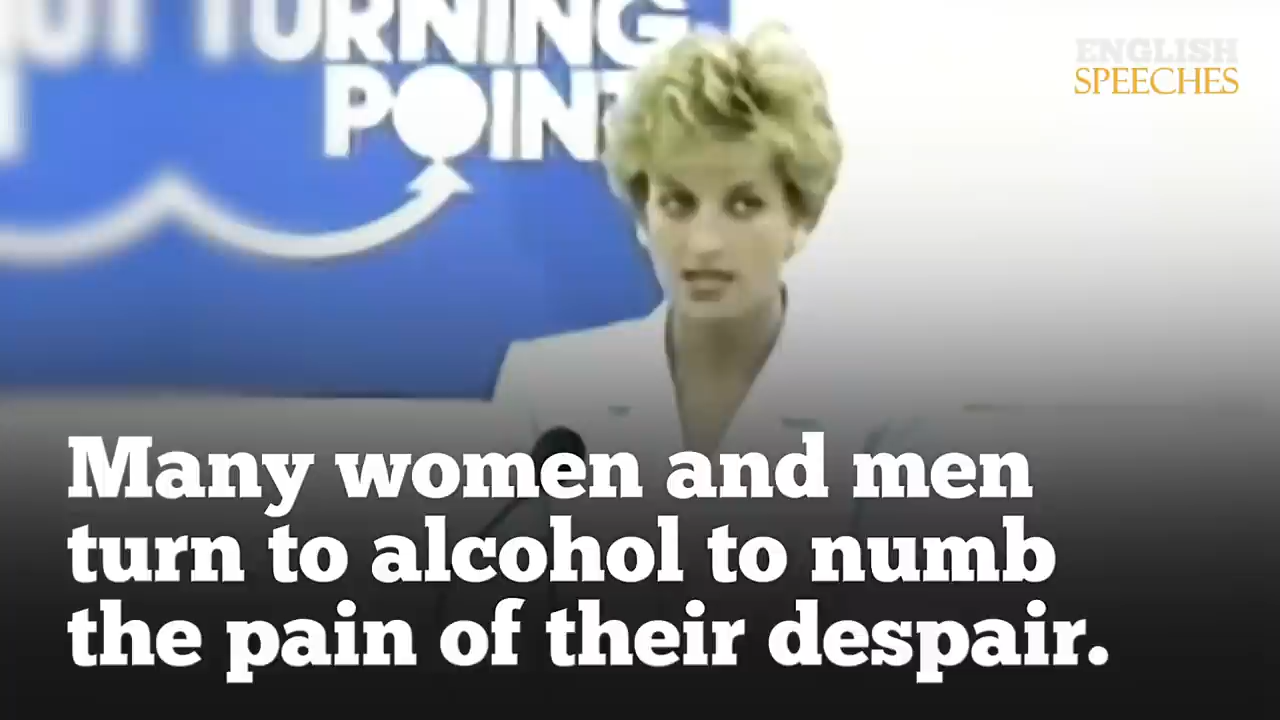 TURNING
POINT
ENGLISH
SPEECHES
Many women and men
turn to alcohol to numb
the pain of their despair.